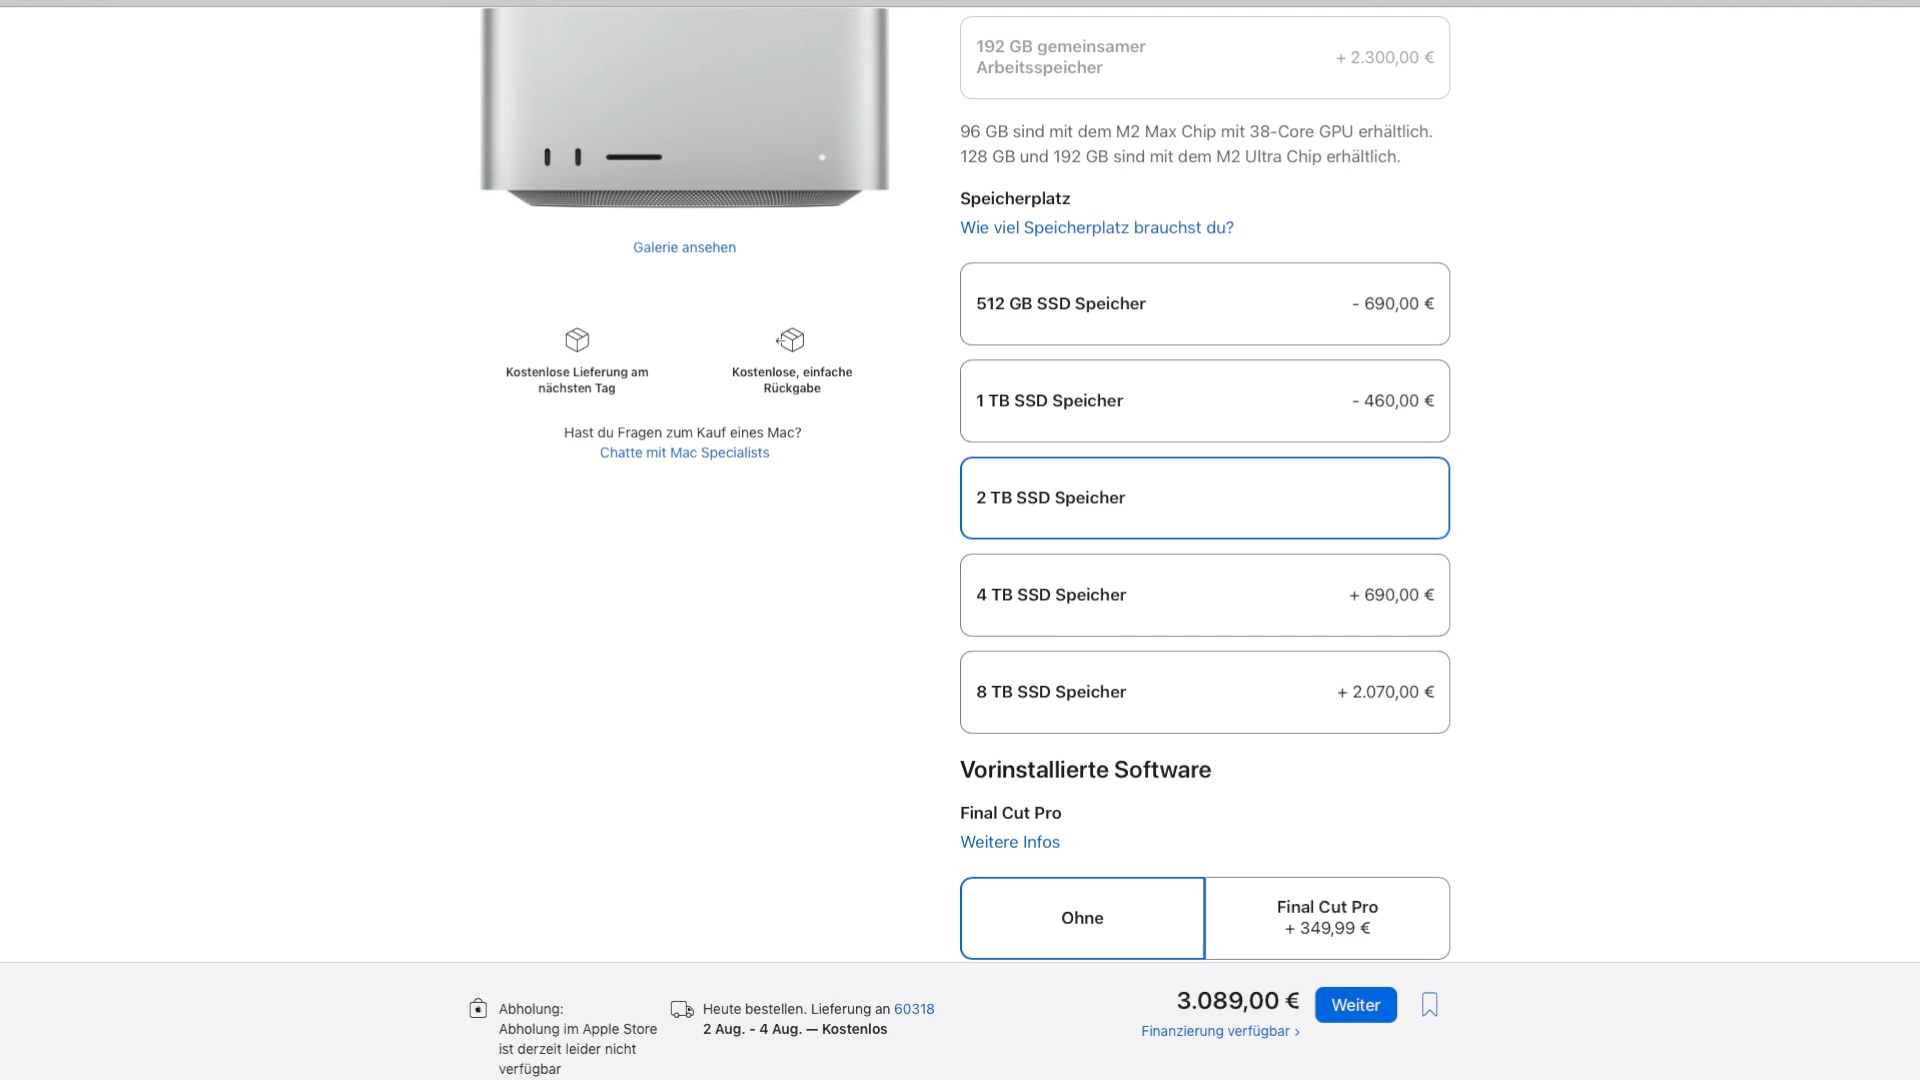 192 GB gemeinsamer
Arbeitsspeicher
+ 2.300,00 €
96 GB sind mit dem M2 Max Chip mit 38-Core GPU erhältlich.
128 GB und 192 GB sind mit dem M2 Ultra Chip erhältlich.
Speicherplatz
Wie viel Speicherplatz brauchst du?
512 GB SSD Speicher
- 690,00 €
1 TB SSD Speicher
- 460,00 €
2 TB SSD Speicher
4 TB SSD Speicher
+ 690,00 €
8 TB SSD Speicher
+ 2.070,00 €
Vorinstallierte Software
Final Cut Pro
Weitere Infos
Ohne
Final Cut Pro
+ 349,99 €
Galerie ansehen
Kostenlose Lieferung am
nächsten Tag
Kostenlose, einfache
Rückgabe
Hast du Fragen zum Kauf eines Mac?
Chatte mit Mac Specialists
Abholung:
Abholung im Apple Store
ist derzeit leider nicht
verfügbar
Heute bestellen. Lieferung an 60318
2 Aug. - 4 Aug. — Kostenlos
3.089,00 €
Finanzierung verfügbar >
Weiter